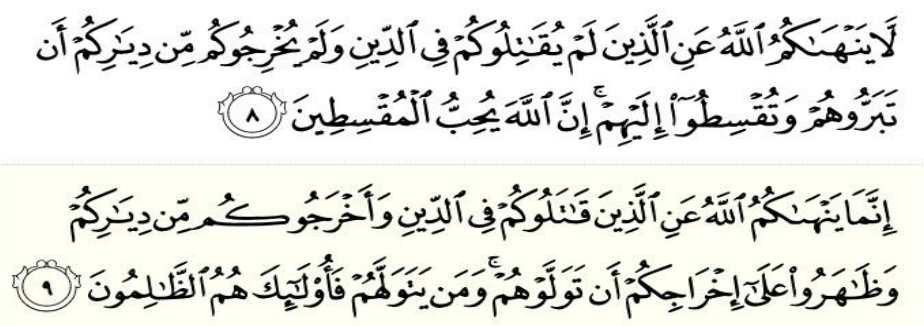 لَّا يَنْهَىٰكُمُ ٱللَّهُ عَنِ ٱلَّذِينَ لَمْ يُقَـٰتِلُوكُمْ فِى ٱلدِّينِ وَلَمْ يُخْرِجُوكُم مِّن دِيَـٰرِكُمْ أَن
تَبَرُّوهُمْ وَتُقْسِطُوٓا۟ إِلَيْهِمْ ۚ إِنَّ ٱللَّهَ يُحِبُّ ٱلْمُقْسِطِينَ ٨
إِنَّمَا يَنْهَىٰكُمُ ٱللَّهُ عَنِ ٱلَّذِينَ قَـٰتَلُوكُمْ فِى ٱلدِّينِ وَأَخْرَجُوكُم مِّن دِيَـٰرِكُمْ
وَظَـٰهَرُوا۟ عَلَىٰٓ إِخْرَاجِكُمْ أَن تَوَلَّوْهُمْ ۚ وَمَن يَتَوَلَّهُمْ فَأُو۟لَـٰٓئِكَ هُمُ ٱلظَّـٰلِمُونَ ٩